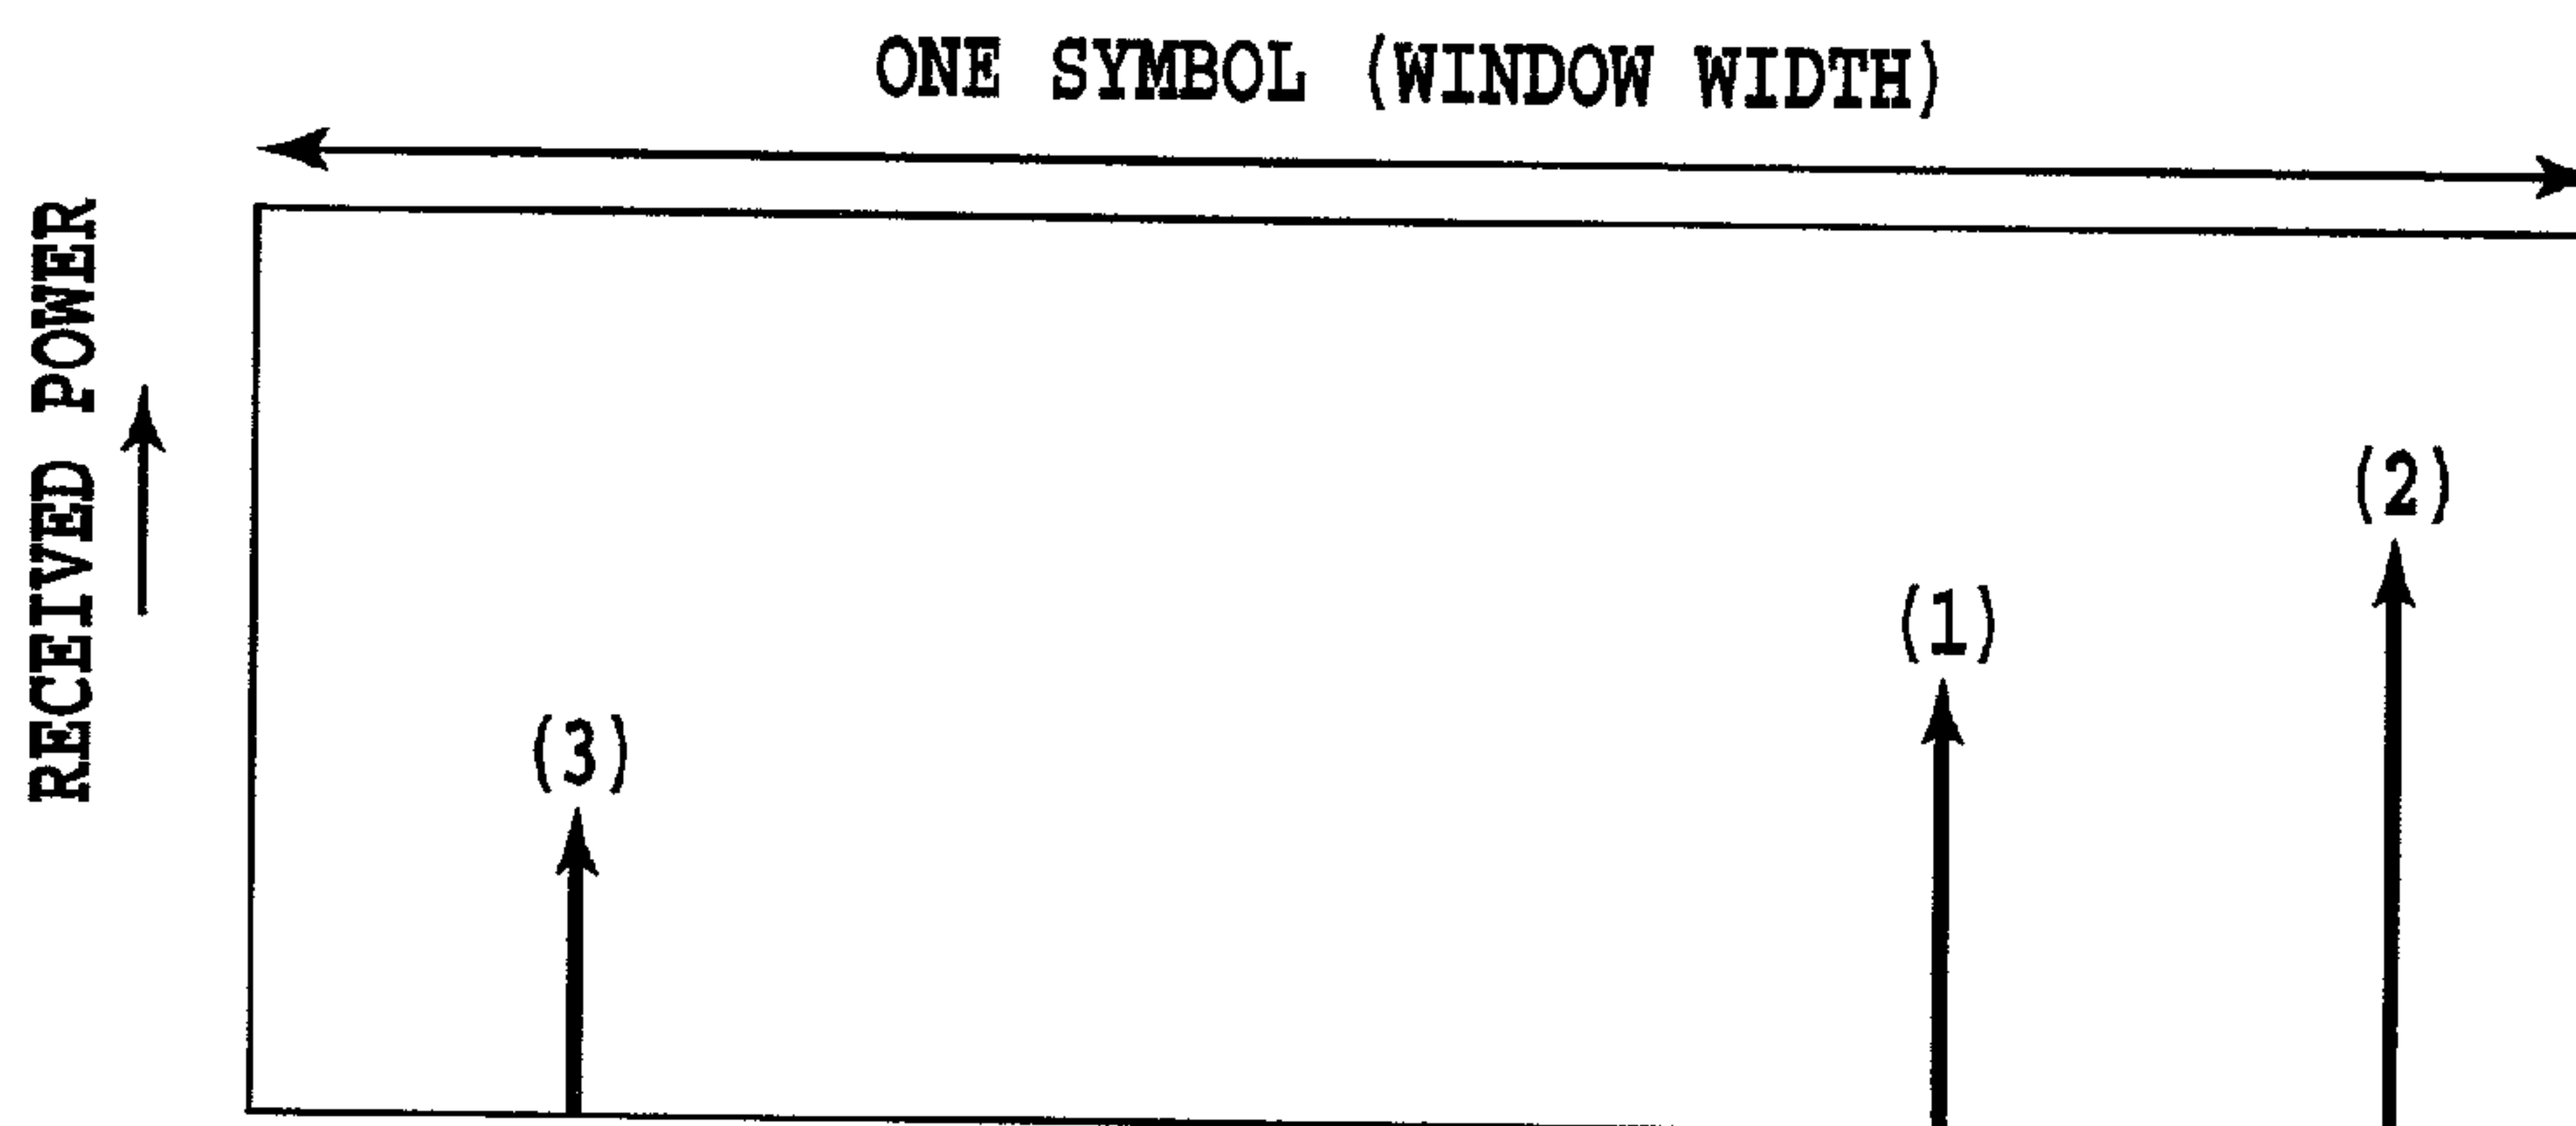 ONE SYMBOL (WINDOW WIDTH)
RECEIVED POWER
(2)
(1)
(3)